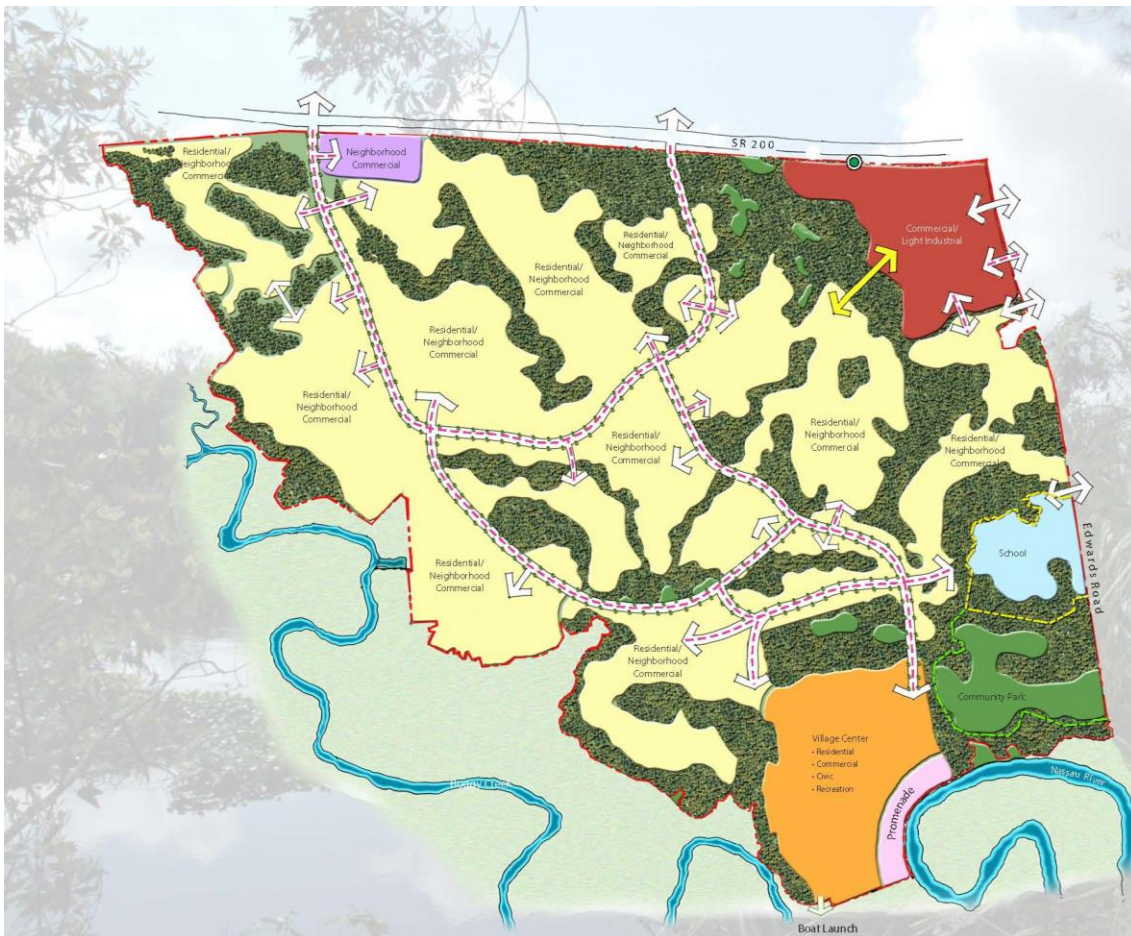 SR 200
Residential/
Neighborhood
Commercial
Neighborhood
Commercial
Commercial/
Light Industrial
Residential/
Neighborhood
Commercial
Residential/
Neighborhood
Commercial
Residential/
Neighborhood
Commercial
Residential/
Neighborhood
Commercial
Residential/
Neighborhood
Commercial
Residential/
Neighborhood
Commercial
Residential/
Neighborhood
Commercial
School
Edwards Road
Residential/
Neighborhood
Commercial
Residential/
Neighborhood
Commercial
Community Park
Village Center
• Residential
• Commercial
• Civic
• Recreation
Promenade
Nassau River
Creek
Boat Launch